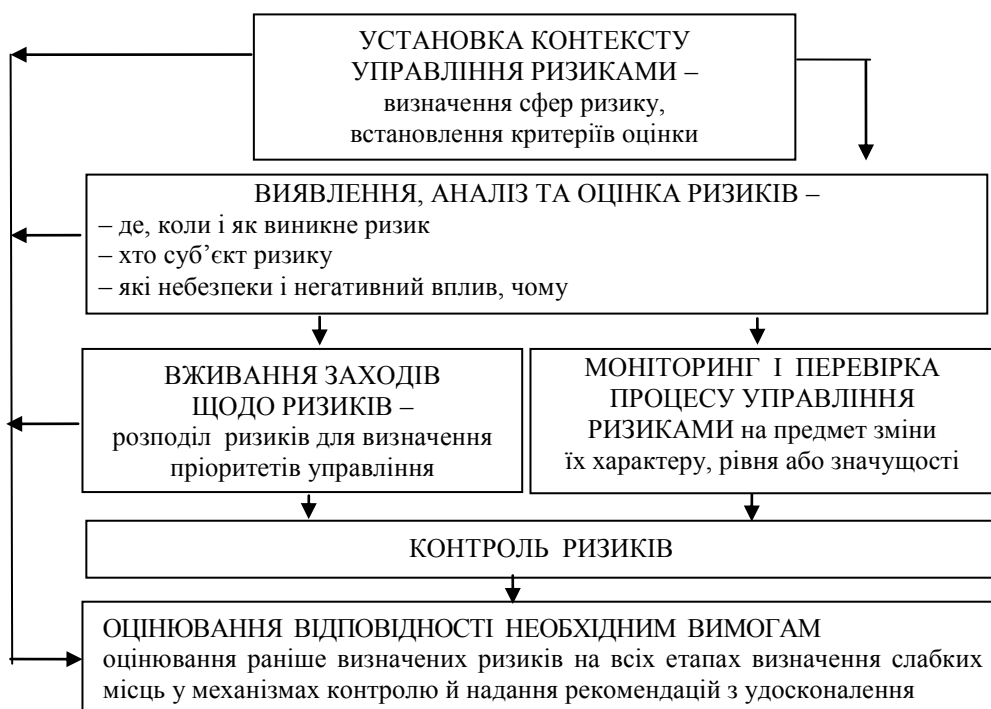 УСТАНОВКА КОНТЕКСТУ
УПРАВЛІННЯ РИЗИКАМИ –
визначення сфер ризику,
встановлення критеріїв оцінки
ВИЯВЛЕННЯ, АНАЛІЗ ТА ОЦІНКА РИЗИКІВ –
– де, коли і як виникне ризик
– хто суб’єкт ризику
– які небезпеки і негативний вплив, чому
ВЖИВАННЯ ЗАХОДІВ
ЩОДО РИЗИКІВ –
розподіл ризиків для визначення
пріоритетів управління
МОНІТОРИНГ І ПЕРЕВІРКА
ПРОЦЕСУ УПРАВЛІННЯ
РИЗИКАМИ на предмет зміни
їх характеру, рівня або значущості
КОНТРОЛЬ РИЗИКІВ
ОЦІНЮВАННЯ ВІДПОВІДНОСТІ НЕОБХІДНИМ ВИМОГАМ
оцінювання раніше визначених ризиків на всіх етапах визначення слабких
місць у механізмах контролю й надання рекомендацій з удосконалення